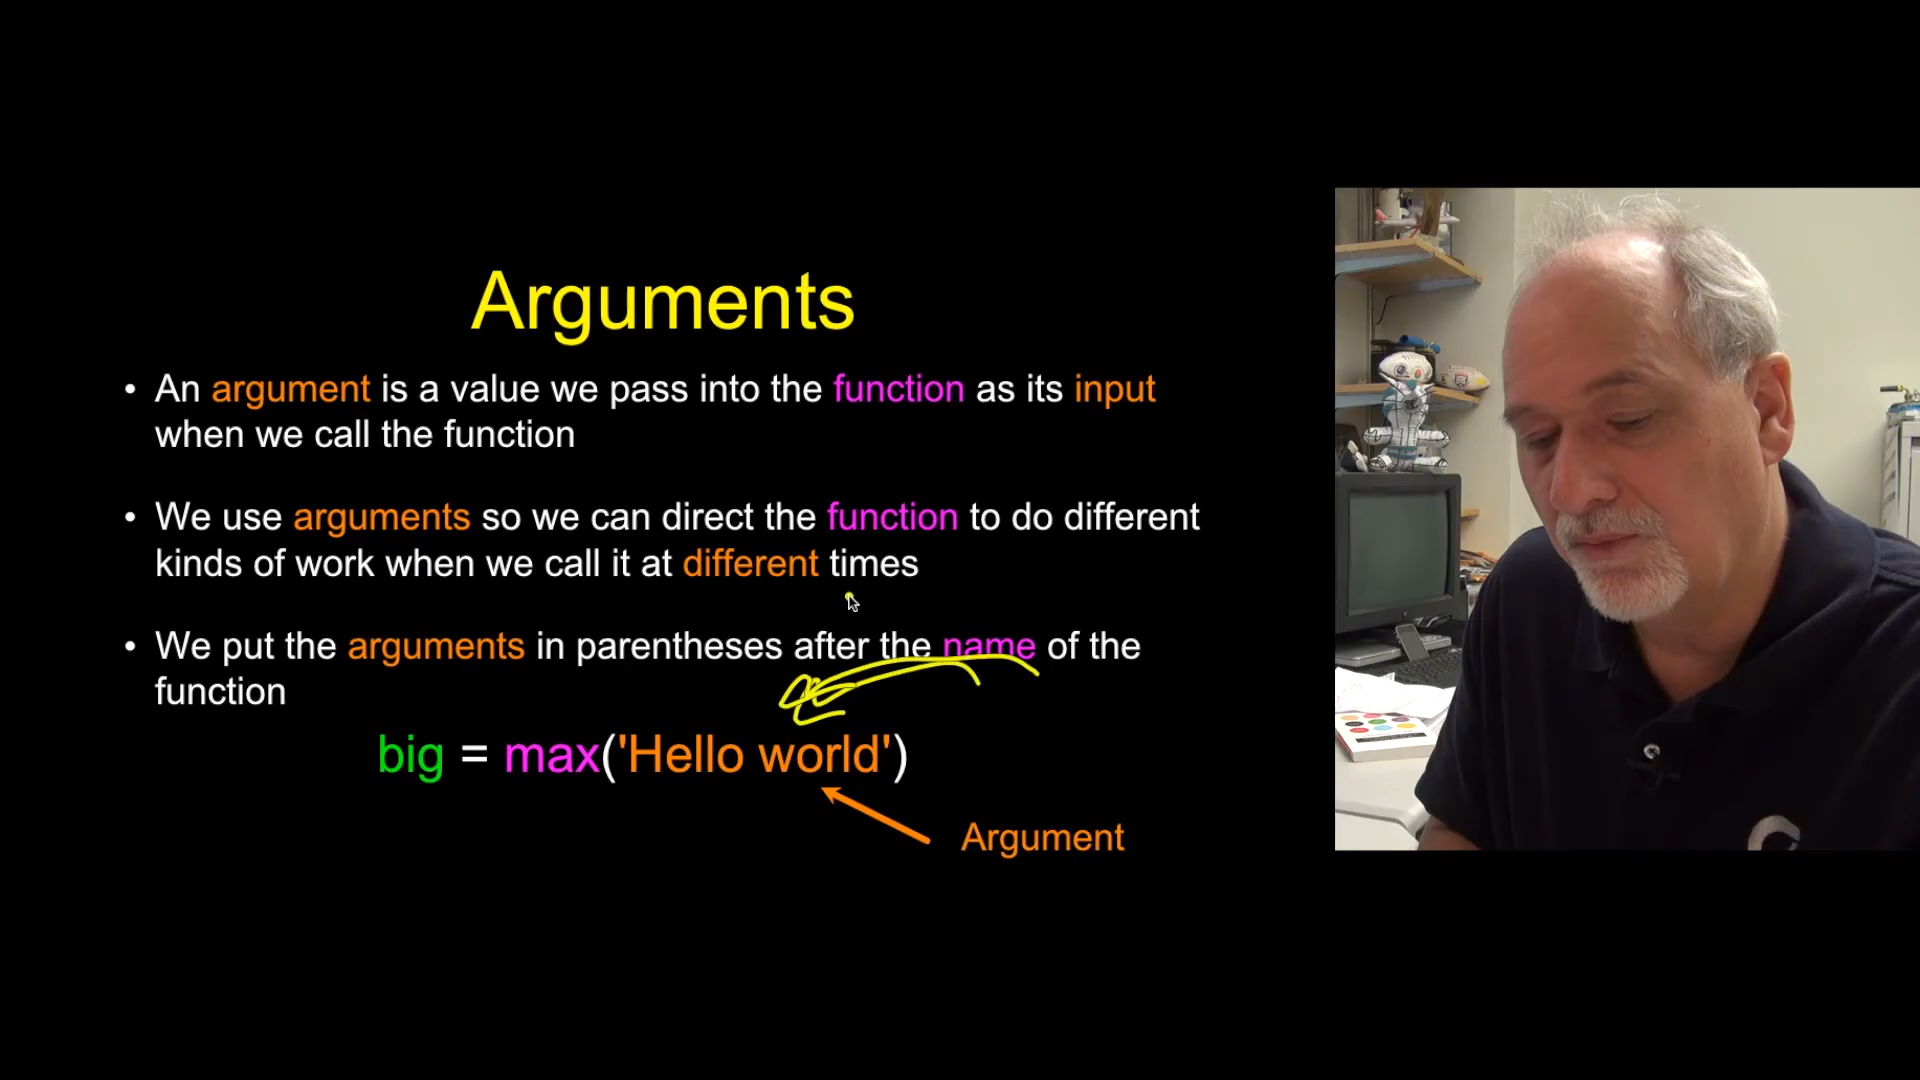 Arguments
• An argument is a value we pass into the function as its input
when we call the function
• We use arguments so we can direct the function to do different
kinds of work when we call it at different times
• We put the arguments in parentheses after the name of the
function
big = max('Hello world')
Argument